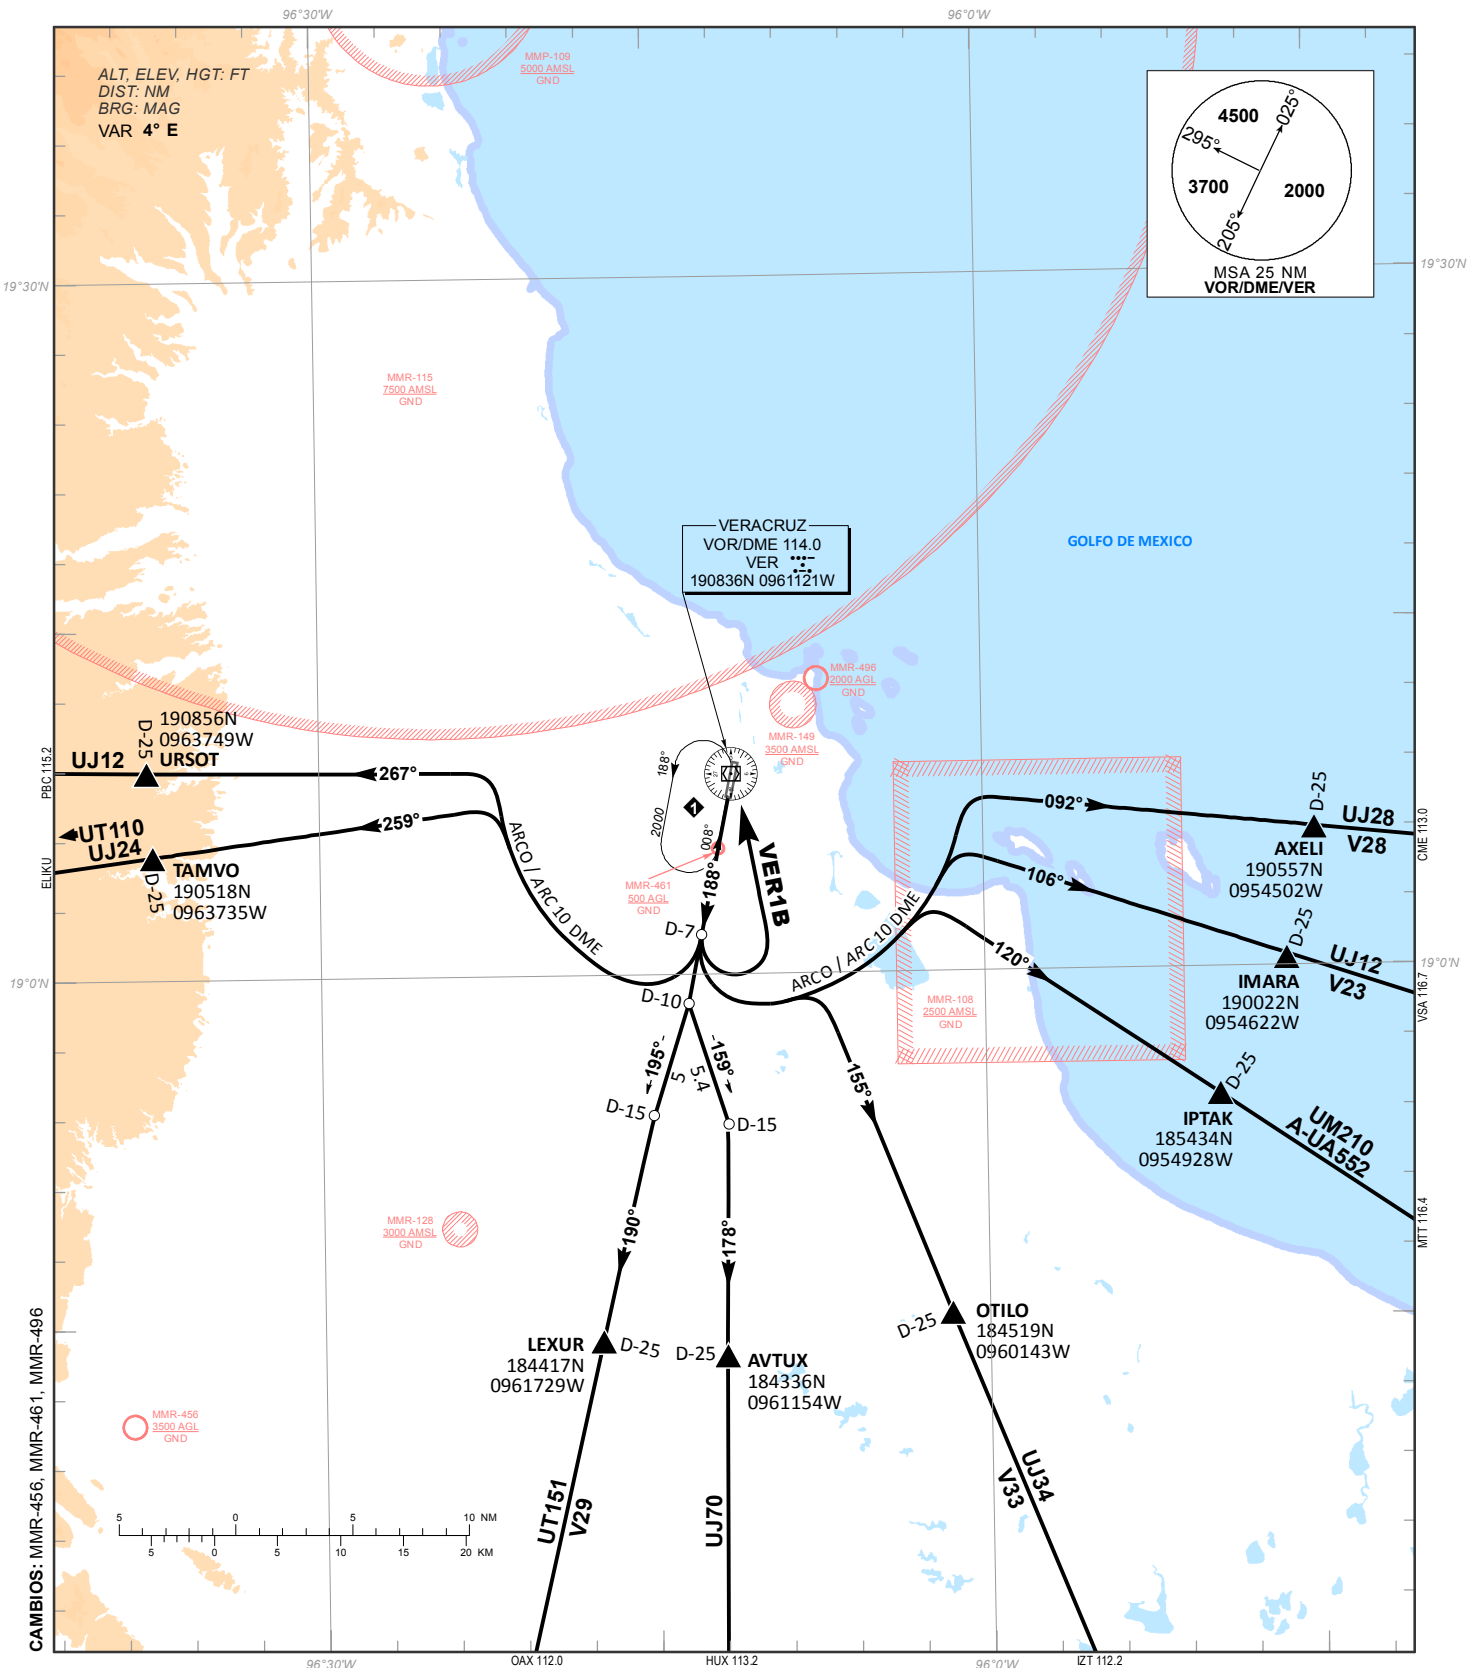 96°30'W
96°0'W
ALT, ELEV, HGT: FT
DIST: NM
BRG: MAG
VAR 4° E
MMP-109
5000 AMSL
GND
4500
025°
295°
3700
2000
205°
MSA 25 NM
VOR/DME/VER
19°30'N
19°30'N
MMR-115
7500 AMSL
GND
VERACRUZ
VOR/DME 114.0
VER
190836N 0961121W
GOLFO DE MEXICO
MMR-496
2000 AGL
GND
MMR-149
3500 AMSL
GND
190856N
0963749W
URSOT
D-25
UJ12
PBC 115.2
267°
188°
1
2000
008°
259°
UT110
UJ24
ELIKU
TAMVO
190518N
0963735W
D-25
ARCO / ARC 10 DME
MMR-461
500 AGL
GND
188°
VER1B
D-7
092°
D-25
UJ28
V28
CME 113.0
AXELI
190557N
0954502W
106°
D-25
UJ12
V23
VSA 116.7
IMARA
190022N
0954622W
ARCO / ARC 10 DME
120°
19°0'N
19°0'N
D-10
MMR-108
2500 AMSL
GND
195°
5
159°
5.4
155°
D-15
D-15
D-25
IPTAK
185434N
0954928W
UM210
A-UA552
MTT 116.4
MMR-128
3000 AMSL
GND
190°
178°
OTILO
184519N
0960143W
D-25
LEXUR
184417N
0961729W
D-25
D-25
AVTUX
184336N
0961154W
MMR-456
3500 AGL
GND
UT151
V29
UJ70
UJ34
V33
5 0 5 10 NM
5 0 5 10 15 20 KM
CAMBIOS: MMR-456, MMR-461, MMR-496
96°30'W
OAX 112.0
HUX 113.2
96°0'W
IZT 112.2